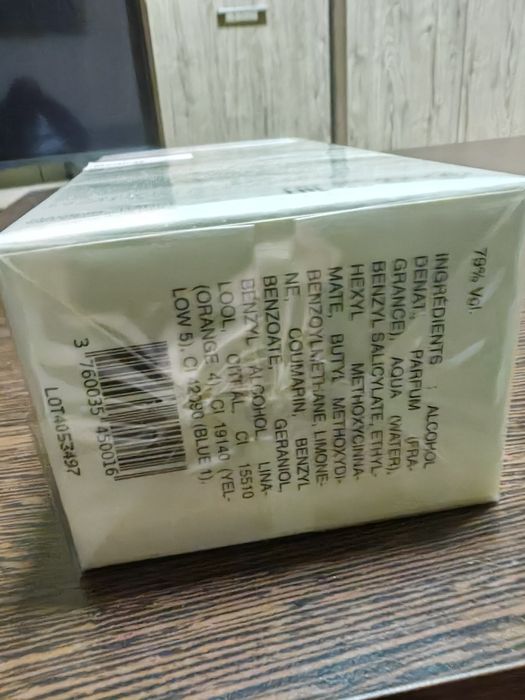 79% Vol.
INGRÉDIENTS : ALCOHOL
DENAT., PARFUM (FRA-
GRANCE), AQUA (WATER),
BENZYL SALICYLATE, ETHYL-
HEXYL METHOXYCINNA-
MATE, BUTYL METHOXYDI-
BENZOYLMETHANE, LIMONE-
NE, COUMARIN, BENZYL
BENZOATE, GERANIOL,
BENZYL ALCOHOL, LINA-
LOOL, CITRAL, CI 15510
(ORANGE 4), CI 19140 (YEL-
LOW 5), CI 42090 (BLUE 1),
3 760035 450016
LOT4053497